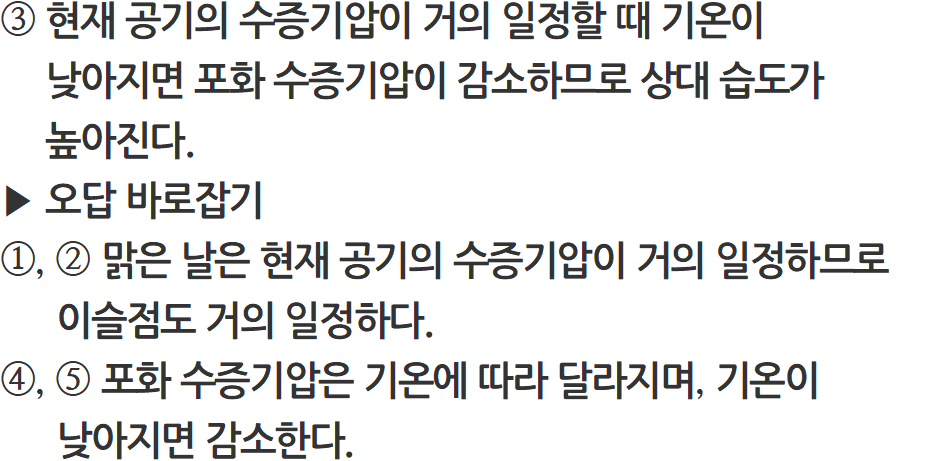 ③ 현재 공기의 수증기압이 거의 일정할 때 기온이
낮아지면 포화 수증기압이 감소하므로 상대 습도가
높아진다.
▶ 오답 바로잡기
①, ② 맑은 날은 현재 공기의 수증기압이 거의 일정하므로
이슬점도 거의 일정하다.
④, ⑤ 포화 수증기압은 기온에 따라 달라지며, 기온이
낮아지면 감소한다.